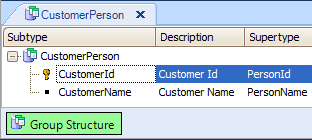 CustomerPerson
Subtype Description Supertype
CustomerPerson
CustomerId Customer Id PersonId
CustomerName Customer Name PersonName
Group Structure